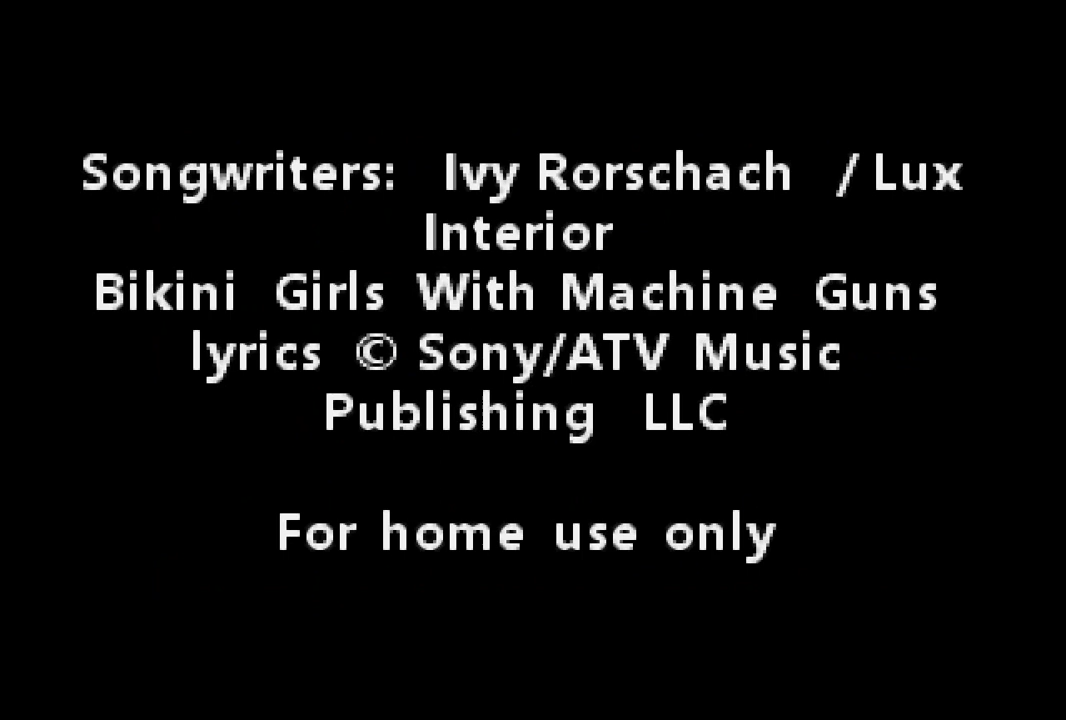 Songwriters: Ivy Rorschach / Lux
Interior
Bikini Girls With Machine Guns
lyrics © Sony/ATV Music
Publishing LLC
For home use only